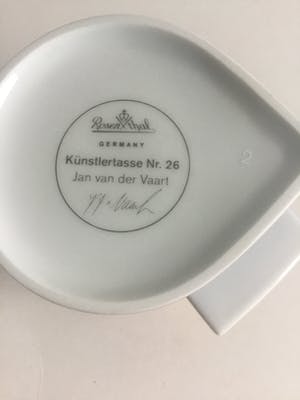 Rosenthal
GERMANY
Künstlertasse Nr. 26
Jan van der Vaart
2